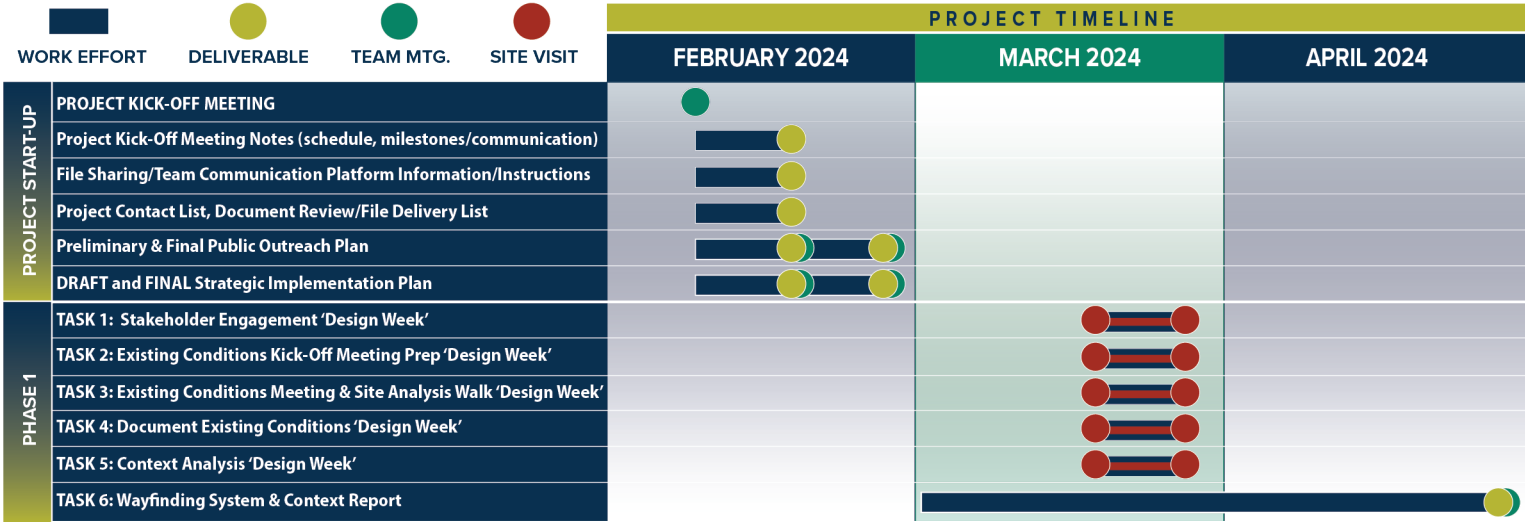 PROJECT TIMELINE
WORK EFFORT
DELIVERABLE
TEAM MTG.
SITE VISIT
FEBRUARY 2024
MARCH 2024
APRIL 2024
PROJECT START-UP
PROJECT KICK-OFF MEETING
Project Kick-Off Meeting Notes (schedule, milestones/communication)
File Sharing/Team Communication Platform Information/Instructions
Project Contact List, Document Review/File Delivery List
Preliminary & Final Public Outreach Plan
DRAFT and FINAL Strategic Implementation Plan
PHASE 1
TASK 1:  Stakeholder Engagement ‘Design Week’
TASK 2: Existing Conditions Kick-Off Meeting Prep ‘Design Week’
TASK 3: Existing Conditions Meeting & Site Analysis Walk ‘Design Week’
TASK 4: Document Existing Conditions ‘Design Week’
TASK 5: Context Analysis ‘Design Week’
TASK 6: Wayfinding System & Context Report